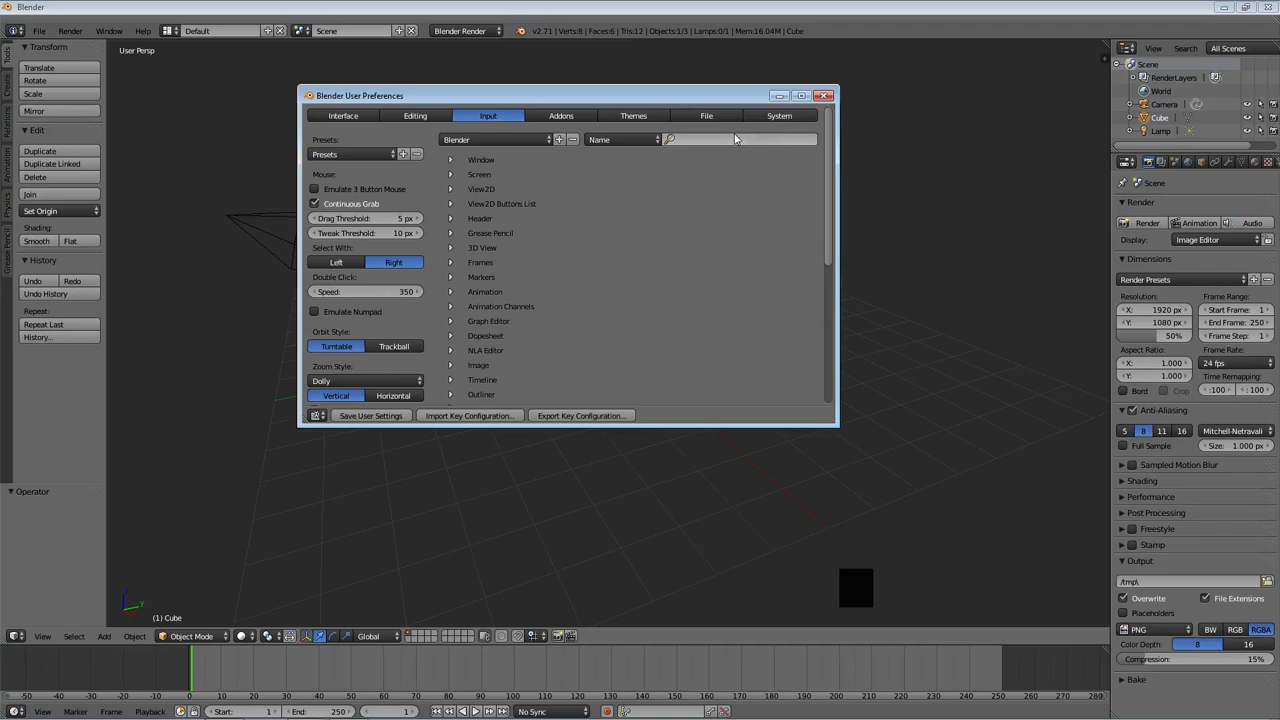 Blender
File Render Window Help Default Scene Blender Render v2.71 | Verts:8 | Faces:6 | Tris:12 | Objects:1/3 | Lamps:0/1 | Mem:16.04M | Cube
View Search All Scenes
Tools
Create
Relations
Animation
Physics
Grease Pencil
Transform
Translate
Rotate
Scale
Mirror
Edit
Duplicate
Duplicate Linked
Delete
Join
Set Origin
Shading:
Smooth Flat
History
Undo Redo
Undo History
Repeat:
Repeat Last
History...
Operator
User Persp
Blender User Preferences
Interface Editing Input Addons Themes File System
Presets:
Presets
Mouse:
Emulate 3 Button Mouse
Continuous Grab
Drag Threshold: 5 px
Tweak Threshold: 10 px
Select With:
Left Right
Double Click:
Speed: 350
Emulate Numpad
Orbit Style:
Turntable Trackball
Zoom Style:
Dolly
Vertical Horizontal
Blender Name
Window
Screen
View2D
View2D Buttons List
Header
Grease Pencil
3D View
Frames
Markers
Animation
Animation Channels
Graph Editor
Dopesheet
NLA Editor
Image
Timeline
Outliner
Save User Settings Import Key Configuration... Export Key Configuration...
Scene
RenderLayers
World
Camera
Cube
Lamp
Scene
Render
Render Animation Audio
Display: Image Editor
Dimensions
Render Presets
Resolution: Frame Range:
X: 1920 px Start Frame: 1
Y: 1080 px End Frame: 250
50% Frame Step: 1
Aspect Ratio: Frame Rate:
X: 1.000 24 fps
Y: 1.000 Time Remapping:
Bord Crop :100 :100
Anti-Aliasing
5 8 11 16 Mitchell-Netravali
Full Sample Size: 1.000 px
Sampled Motion Blur
Shading
Performance
Post Processing
Freestyle
Stamp
Output
/tmp\
Overwrite File Extensions
Placeholders
PNG BW RGB RGBA
Color Depth: 8 16
Compression: 15%
Bake
z
y
(1) Cube
View Select Add Object Object Mode Global
-50 -40 -30 -20 -10 0 10 20 30 40 50 60 70 80 90 100 110 120 130 140 150 160 170 180 190 200 210 220 230 240 250 260 270 280
View Marker Frame Playback Start: 1 End: 250 1 No Sync